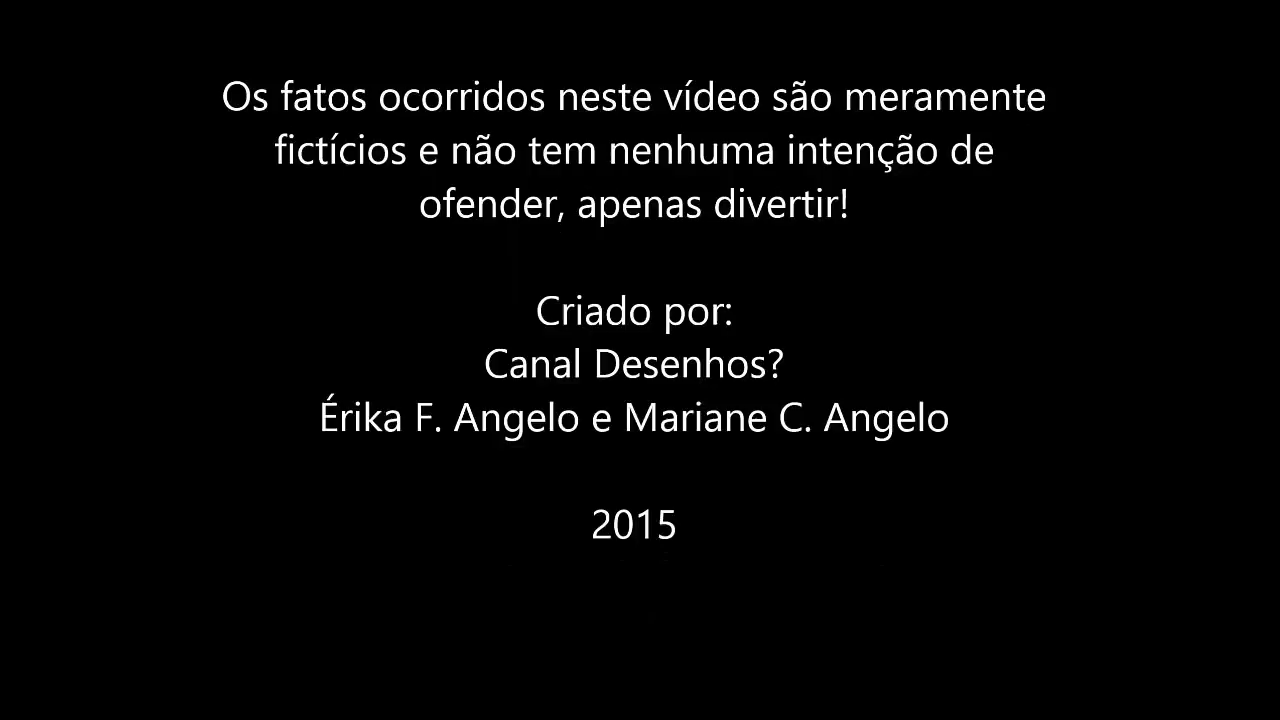 Os fatos ocorridos neste vídeo são meramente
fictícios e não tem nenhuma intenção de
ofender, apenas divertir!
Criado por:
Canal Desenhos?
Érika F. Angelo e Mariane C. Angelo
2015